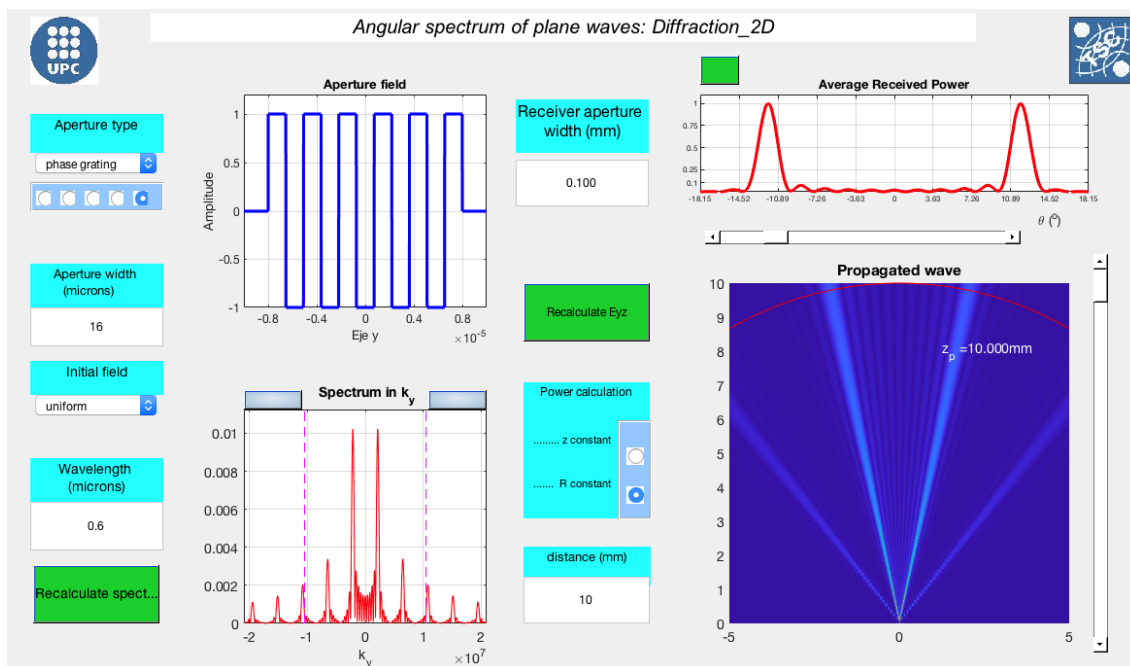 Angular spectrum of plane waves: Diffraction_2D
UPC
TSC
Aperture type
phase grating
Aperture width
(microns)
16
Initial field
uniform
Wavelength
(microns)
0.6
Recalculate spect...
Aperture field
Amplitude
1
0.5
0
-0.5
-1
-0.8 -0.4 0 0.4 0.8
Eje y
×10⁻⁵
Spectrum in k_y
0.01
0.008
0.006
0.004
0.002
0
-2 -1 0 1 2
k_y
×10⁷
Receiver aperture
width (mm)
0.100
Recalculate Eyz
Power calculation
......... z constant
....... R constant
distance (mm)
10
Average Received Power
1
0.75
0.5
0.25
0.1
-18.15 -14.52 -10.89 -7.26 -3.63 0 3.63 7.26 10.89 14.52 18.15
θ (º)
Propagated wave
10
9
8
7
6
5
4
3
2
1
0
z_p =10.000mm
-5 0 5